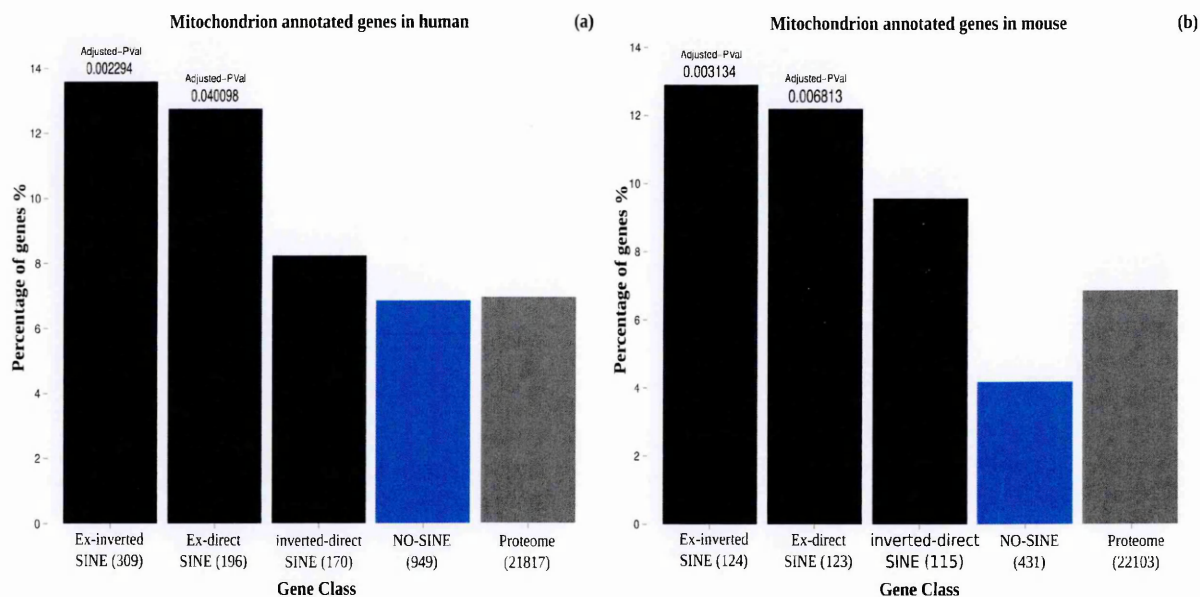 Mitochondrion annotated genes in human
(a)
Adjusted-PVal
0.002294
Adjusted-PVal
0.040098
14
12
10
8
6
4
2
0
Percentage of genes %
Ex-inverted
SINE (309)
Ex-direct
SINE (196)
inverted-direct
SINE (170)
NO-SINE
(949)
Proteome
(21817)
Gene Class
Mitochondrion annotated genes in mouse
(b)
Adjusted-PVal
0.003134
Adjusted-PVal
0.006813
14
12
10
8
6
4
2
0
Percentage of genes %
Ex-inverted
SINE (124)
Ex-direct
SINE (123)
inverted-direct
SINE (115)
NO-SINE
(431)
Proteome
(22103)
Gene Class